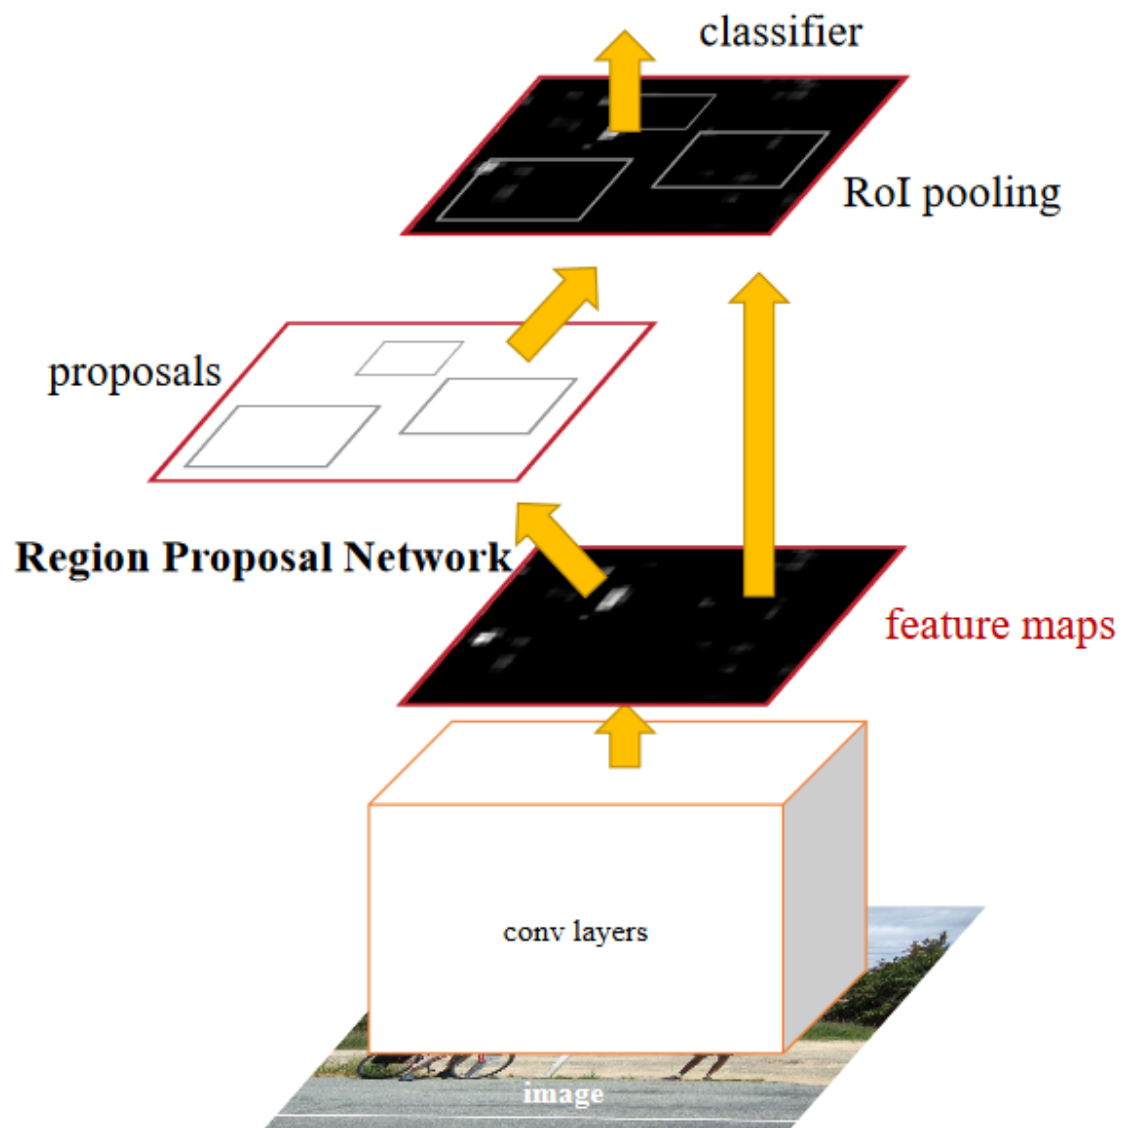 classifier
RoI pooling
proposals
Region Proposal Network
feature maps
conv layers
image